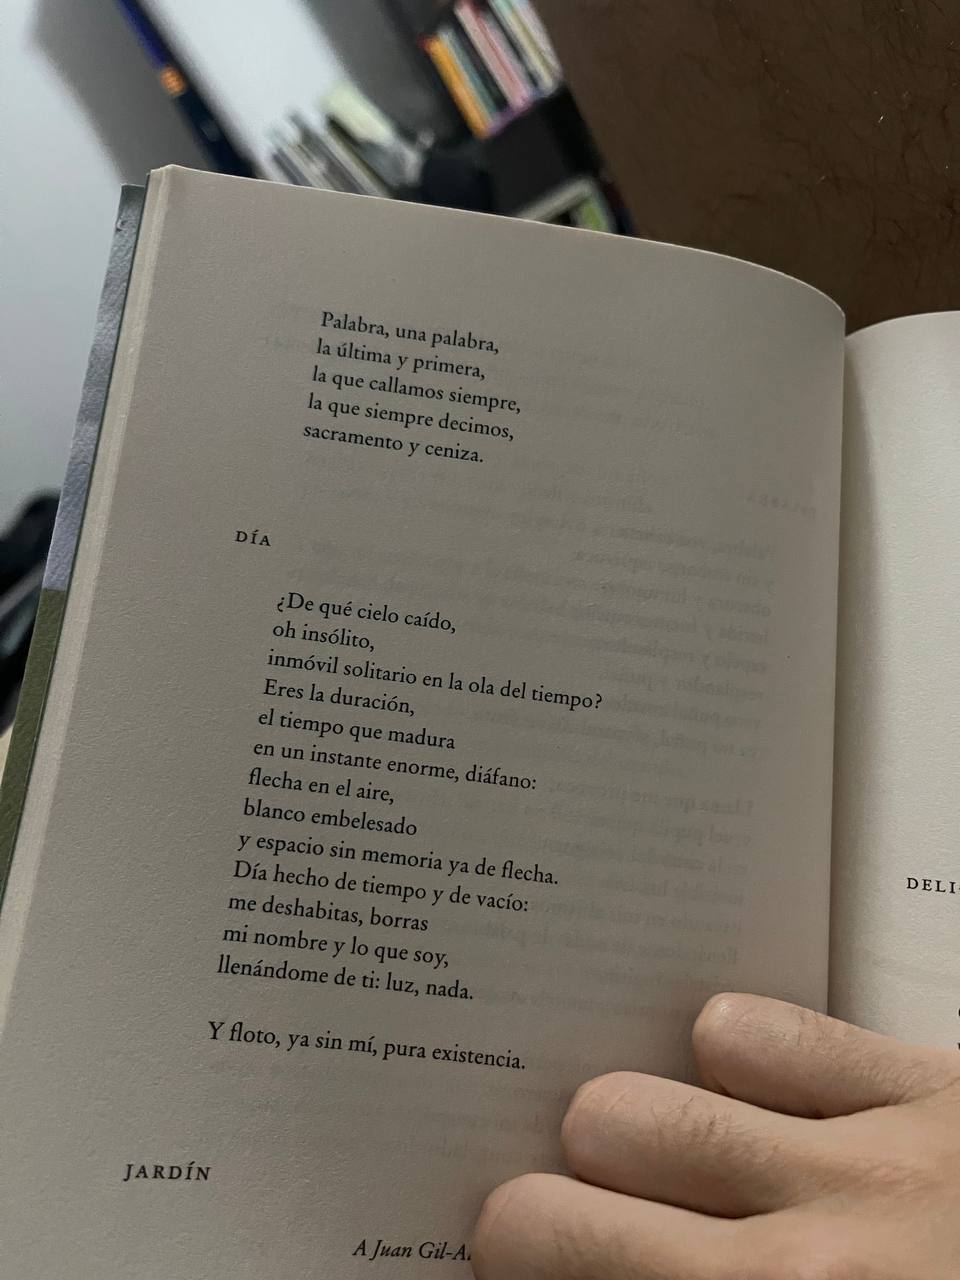 Palabra, una palabra,
la última y primera,
la que callamos siempre,
la que siempre decimos,
sacramento y ceniza.
DÍA
¿De qué cielo caído,
oh insólito,
inmóvil solitario en la ola del tiempo?
Eres la duración,
el tiempo que madura
en un instante enorme, diáfano:
flecha en el aire,
blanco embelesado
y espacio sin memoria ya de flecha.
Día hecho de tiempo y de vacío:
me deshabitas, borras
mi nombre y lo que soy,
llenándome de ti: luz, nada.
Y floto, ya sin mí, pura existencia.
JARDÍN
A Juan